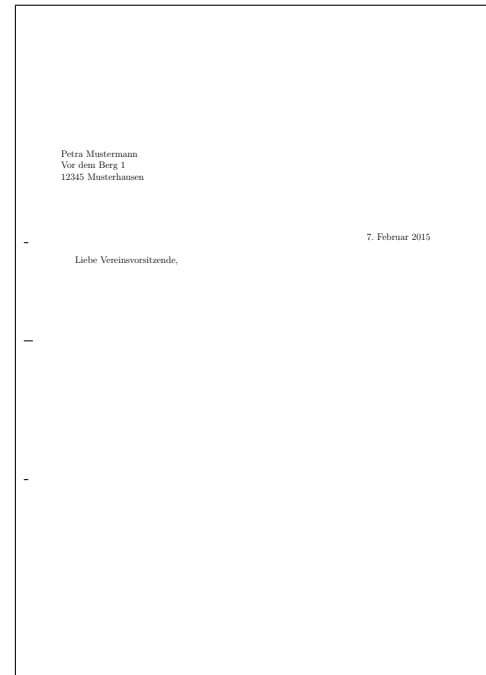 Petra Mustermann
Vor dem Berg 1
12345 Musterhausen
7. Februar 2015
Liebe Vereinsvorsitzende,